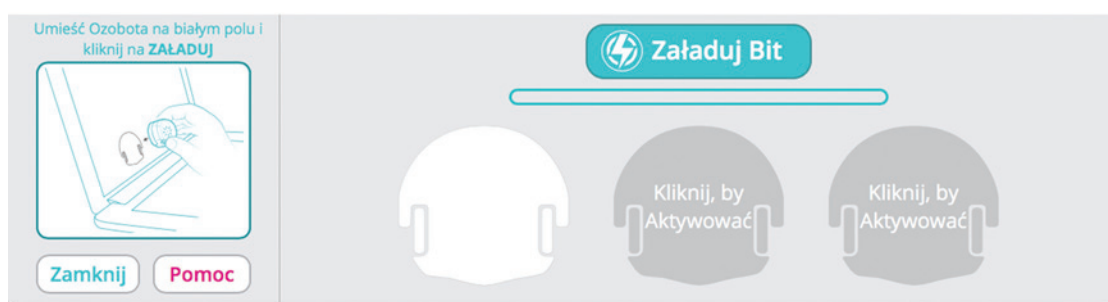 Umieść Ozobota na białym polu i
kliknij na ZAŁADUJ
Zamknij
Pomoc
Załaduj Bit
Kliknij, by
Aktywować
Kliknij, by
Aktywować